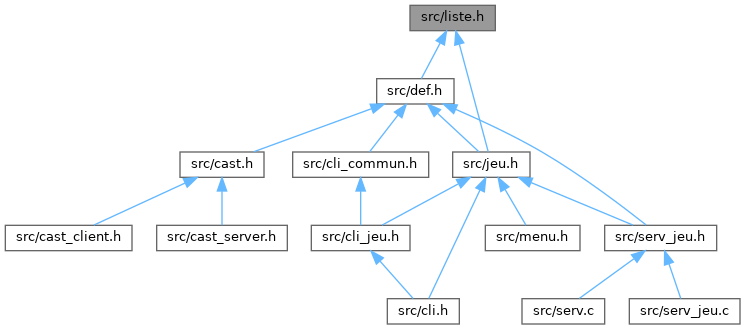 src/liste.h
src/def.h
src/cast.h
src/cli_commun.h
src/jeu.h
src/cast_client.h
src/cast_server.h
src/cli_jeu.h
src/menu.h
src/serv_jeu.h
src/cli.h
src/serv.c
src/serv_jeu.c